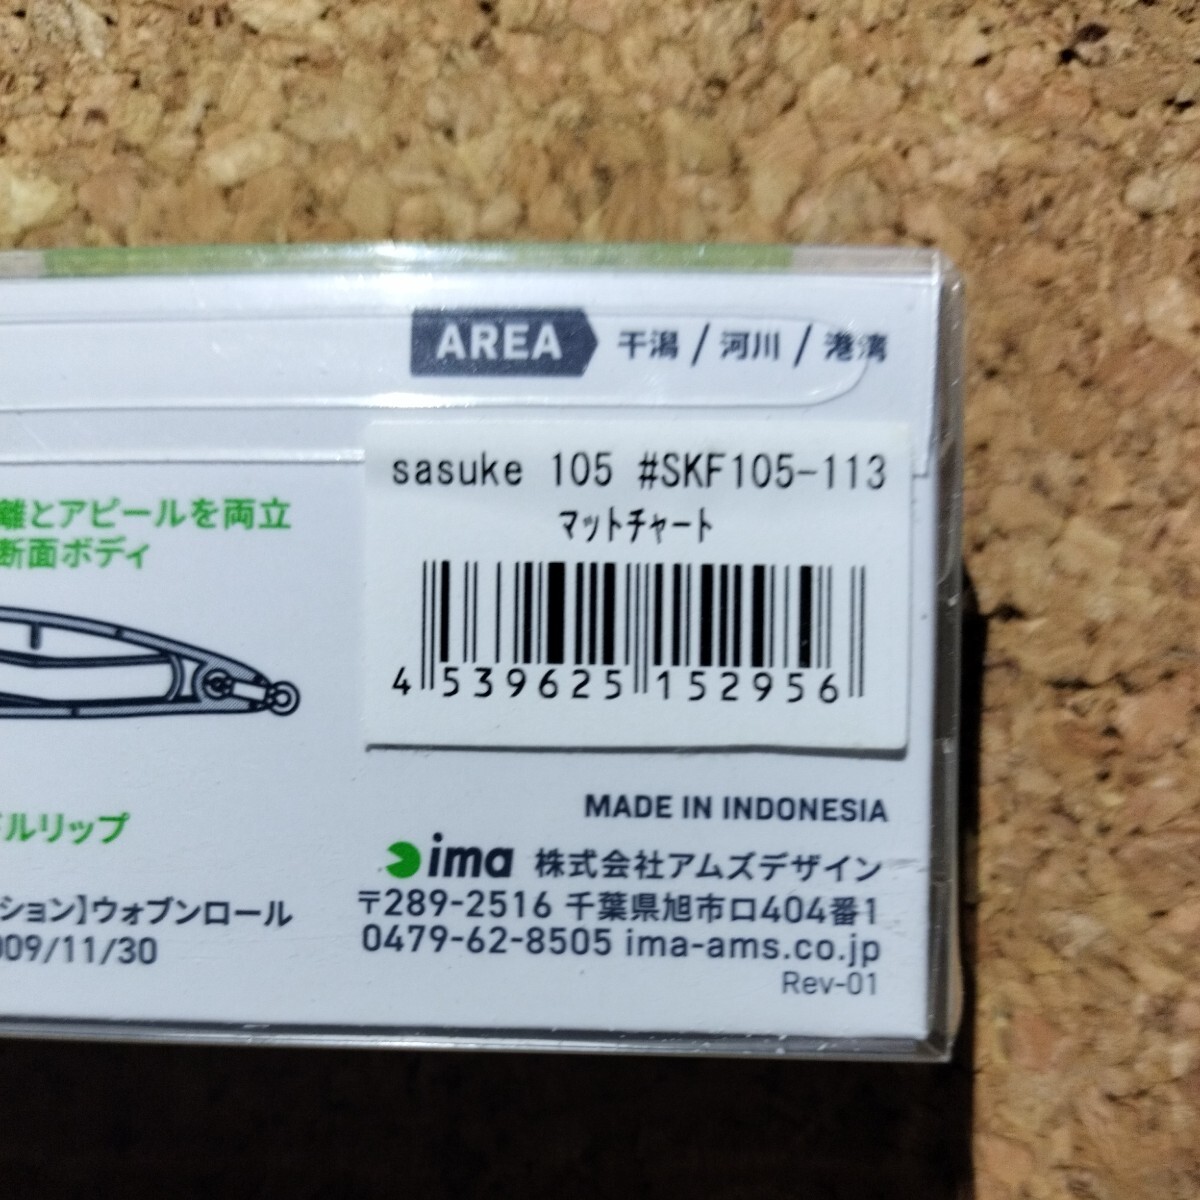 AREA 干潟 / 河川 / 港湾
sasuke 105 #SKF105-113
マットチャート
4 539625 152956
離とアピールを両立
断面ボディ
ルリップ
MADE IN INDONESIA
ima 株式会社アムズデザイン
〒289-2516 千葉県旭市ロ404番1
0479-62-8505 ima-ams.co.jp
Rev-01
ション】ウォブンロール
009/11/30